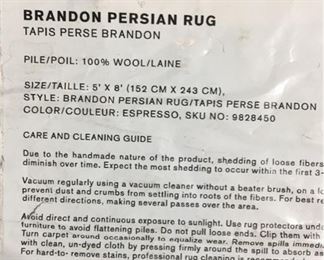 BRANDON PERSIAN RUG
TAPIS PERSE BRANDON
PILE/POIL: 100% WOOL/LAINE
SIZE/TAILLE: 5' X 8' (152 CM X 243 CM),
STYLE: BRANDON PERSIAN RUG/TAPIS PERSE BRANDON
COLOR/COULEUR: ESPRESSO, SKU NO: 9828450
CARE AND CLEANING GUIDE
Due to the handmade nature of the product, shedding of loose fibers
diminish over time. Expect the most shedding to occur within the first 3-
Vacuum regularly using a vacuum cleaner without a beater brush, on a lo
prevent dust and crumbs from settling into roots of the fibers. For best re
different directions, making several passes over the area.
Avoid direct and continuous exposure to sunlight. Use rug protectors und
furniture to avoid flattening piles. Do not pull loose ends. Clip them with
Turn carpet around occasionally to equalize wear. Remove spills immedia
with clean, un-dyed cloth by pressing firmly around the spill to absorb as
For hard-to-remove stains, professional rug cleaning is